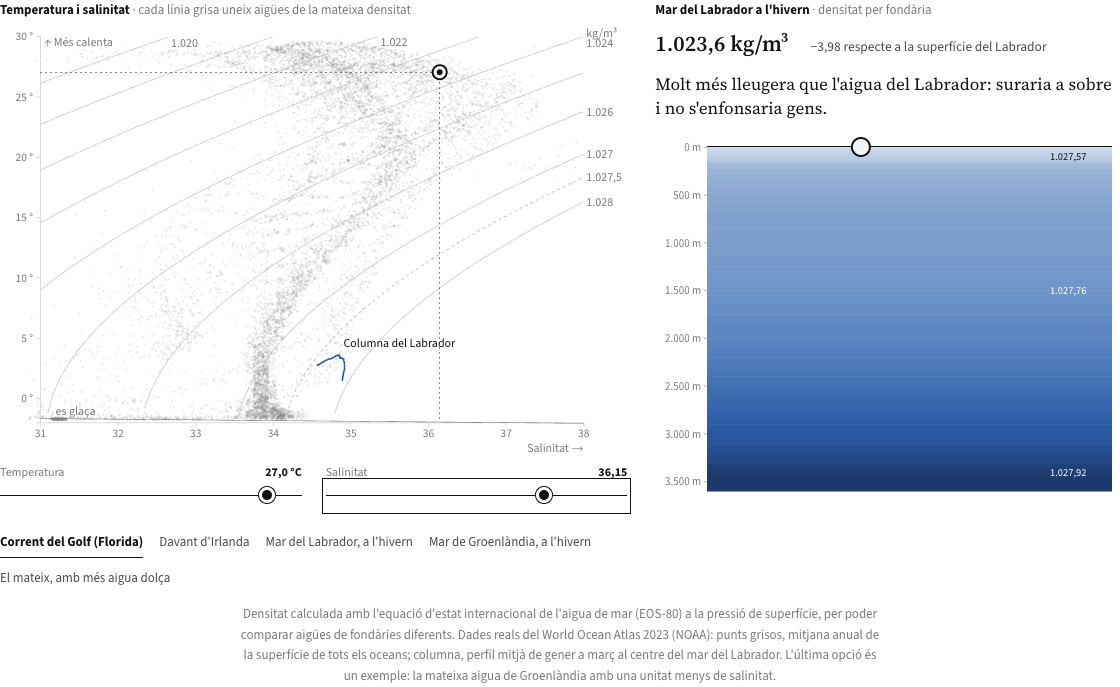 Temperatura i salinitat · cada línia grisa uneix aigües de la mateixa densitat
kg/m³
30 °
↑ Més calenta
1.020
1.022
1.024
25 °
1.026
20 °
1.027
1.027,5
15 °
1.028
10 °
5 °
Columna del Labrador
0 °
es glaça
31 32 33 34 35 36 37 38
Salinitat →
Temperatura 27,0 °C
Salinitat 36,15
Corrent del Golf (Florida) Davant d'Irlanda Mar del Labrador, a l'hivern Mar de Groenlàndia, a l'hivern
El mateix, amb més aigua dolça
Mar del Labrador a l'hivern · densitat per fondària
1.023,6 kg/m³ −3,98 respecte a la superfície del Labrador
Molt més lleugera que l'aigua del Labrador: suraria a sobre
i no s'enfonsaria gens.
0 m
1.027,57
500 m
1.000 m
1.500 m
1.027,76
2.000 m
2.500 m
3.000 m
1.027,92
3.500 m
Densitat calculada amb l'equació d'estat internacional de l'aigua de mar (EOS-80) a la pressió de superfície, per poder
comparar aigües de fondàries diferents. Dades reals del World Ocean Atlas 2023 (NOAA): punts grisos, mitjana anual de
la superfície de tots els oceans; columna, perfil mitjà de gener a març al centre del mar del Labrador. L'última opció és
un exemple: la mateixa aigua de Groenlàndia amb una unitat menys de salinitat.